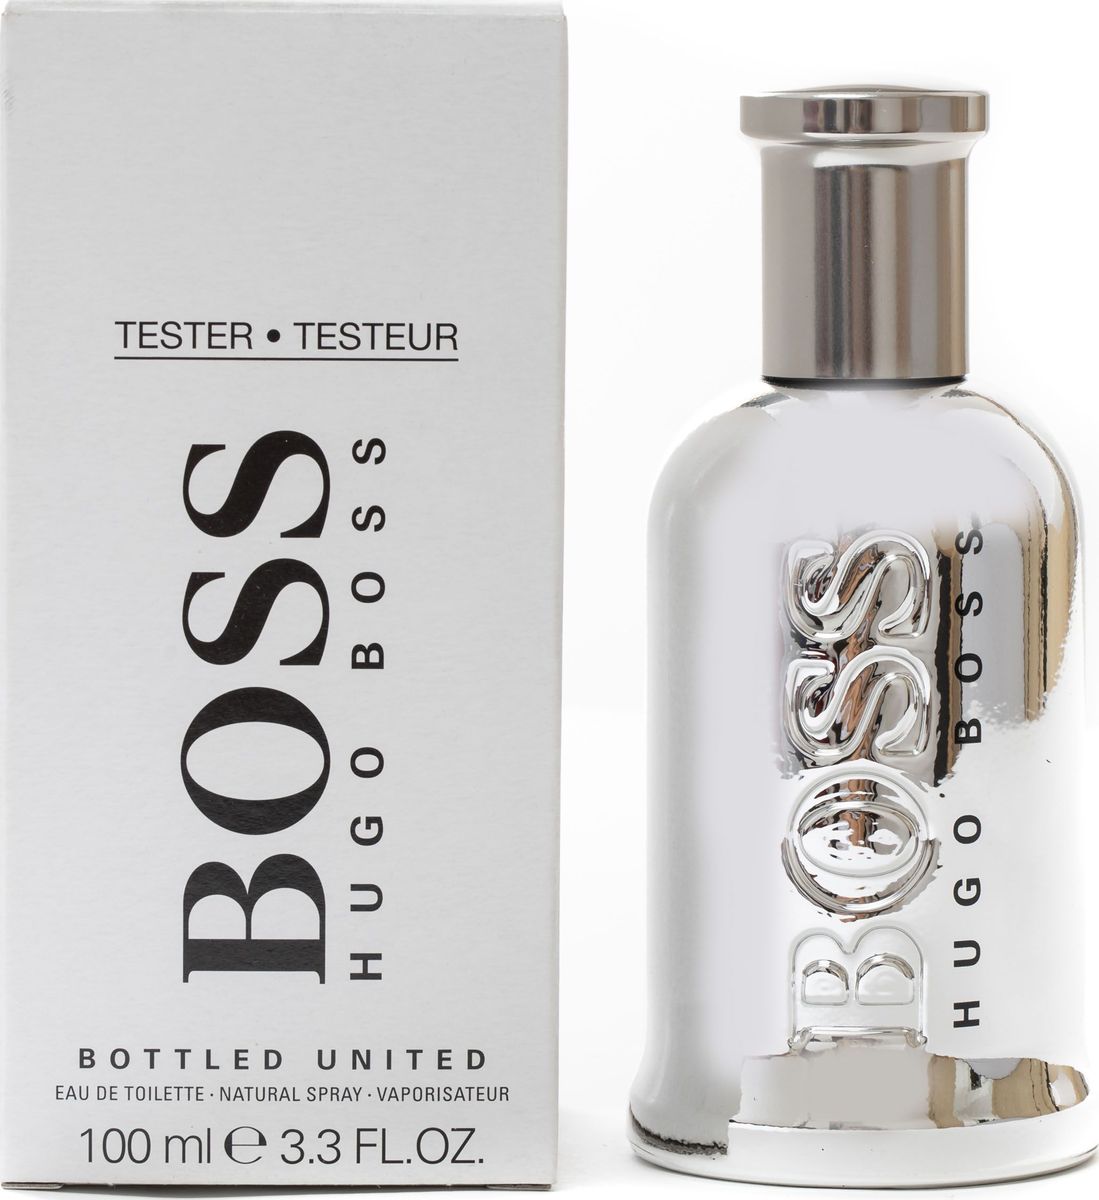 TESTER • TESTEUR
BOSS
HUGO BOSS
BOTTLED UNITED
EAU DE TOILETTE · NATURAL SPRAY · VAPORISATEUR
100 ml ℮ 3.3 FL.OZ.
BOSS
HUGO BOSS